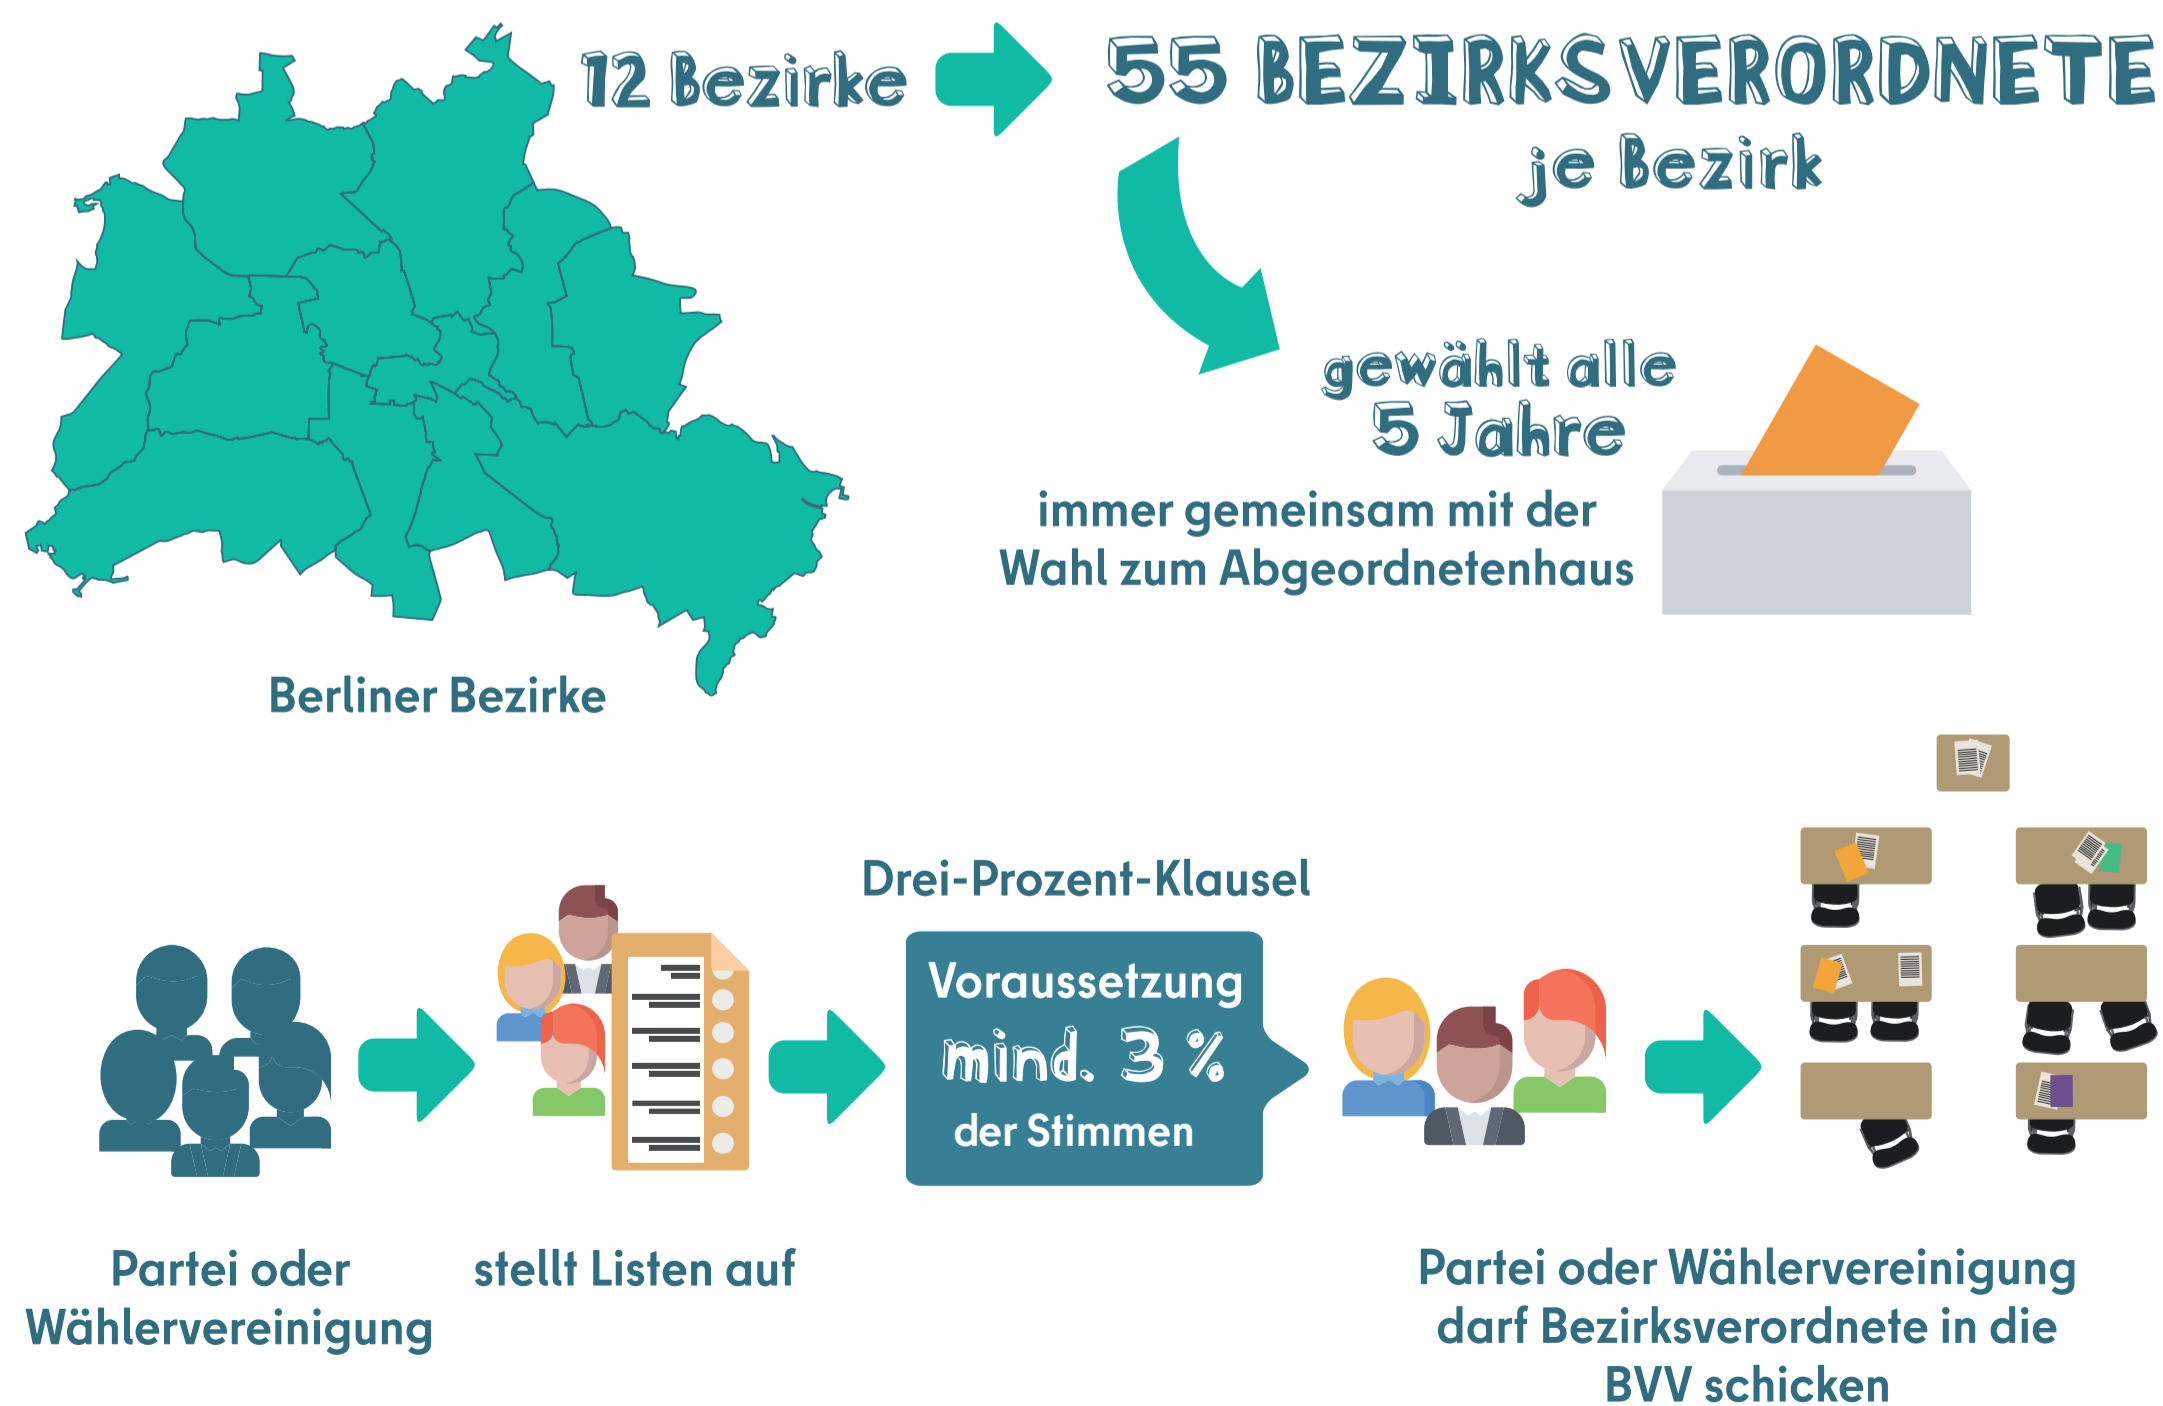 12 Bezirke
55 BEZIRKSVERORDNETE
je Bezirk
gewählt alle
5 Jahre
immer gemeinsam mit der
Wahl zum Abgeordnetenhaus
Berliner Bezirke
Drei-Prozent-Klausel
Voraussetzung
mind. 3 %
der Stimmen
Partei oder
Wählervereinigung
stellt Listen auf
Partei oder Wählervereinigung
darf Bezirksverordnete in die
BVV schicken